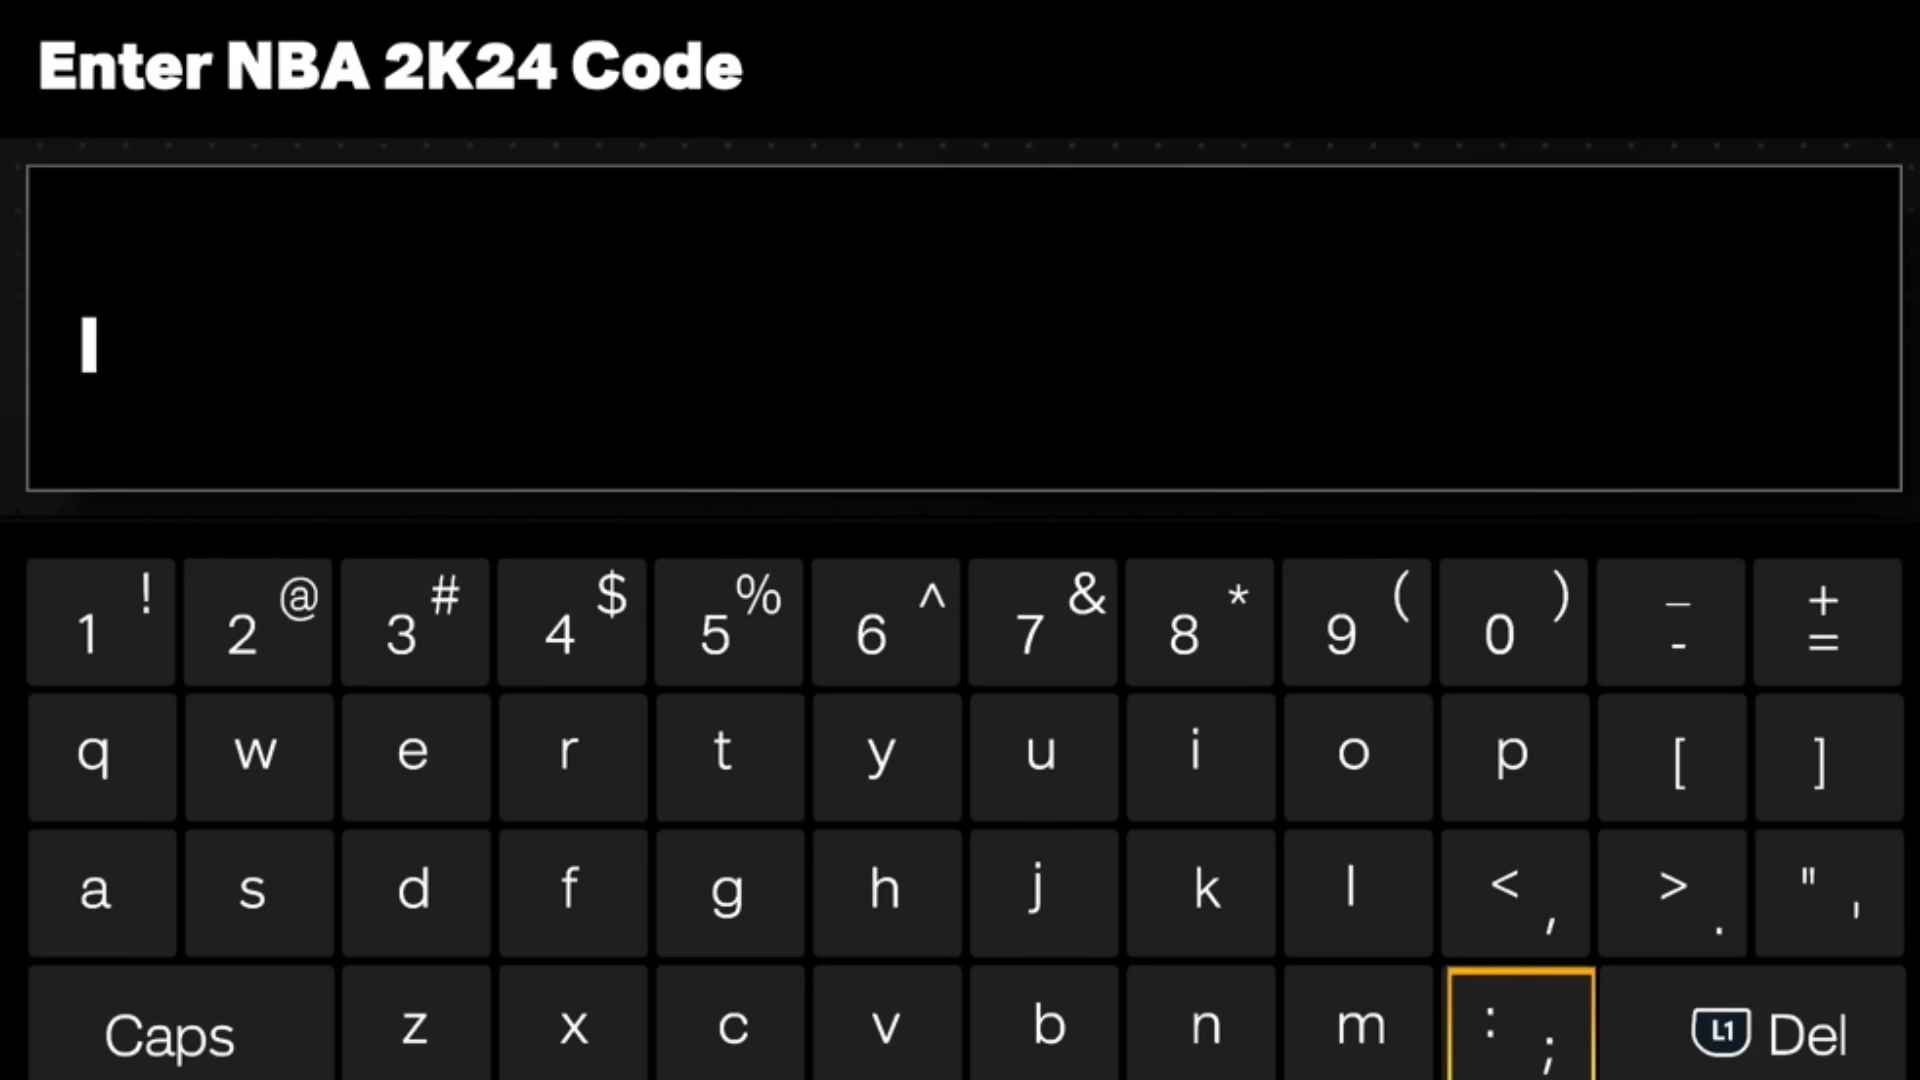 Enter NBA 2K24 Code
1 ! 2 @ 3 # 4 $ 5 % 6 ^ 7 & 8 * 9 ( 0 ) _ - + =
q w e r t y u i o p [ ]
a s d f g h j k l < , > . " '
Caps z x c v b n m : ; L1 Del